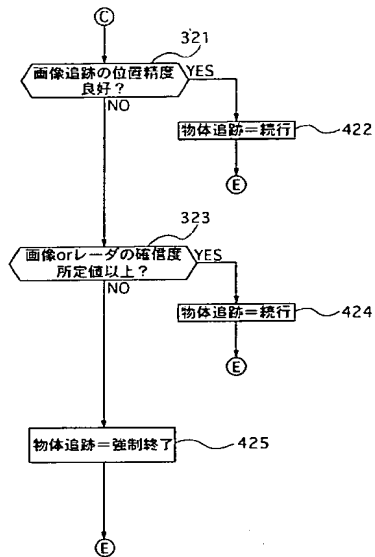 C
321
画像追跡の位置精度
良好？
YES
NO
物体追跡＝続行
422
E
323
画像orレーダの確信度
所定値以上？
YES
NO
物体追跡＝続行
424
E
物体追跡＝強制終了
425
E